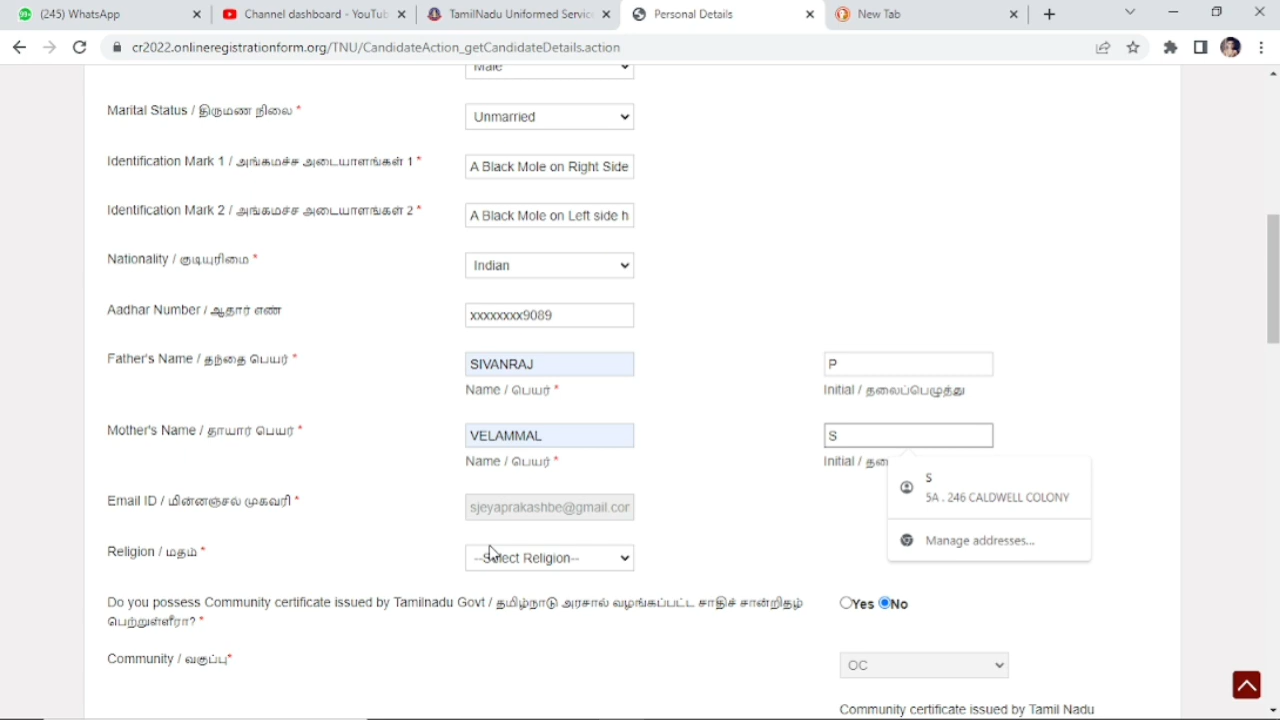 99+ (245) WhatsApp
Channel dashboard - YouTub
TamilNadu Uniformed Service
Personal Details
New Tab
cr2022.onlineregistrationform.org/TNU/CandidateAction_getCandidateDetails.action
Male
Marital Status / திருமண நிலை *
Unmarried
Identification Mark 1 / அங்கமச்ச அடையாளங்கள் 1 *
A Black Mole on Right Side
Identification Mark 2 / அங்கமச்ச அடையாளங்கள் 2 *
A Black Mole on Left side h
Nationality / குடியுரிமை *
Indian
Aadhar Number / ஆதார் எண்
xxxxxxxx9089
Father's Name / தந்தை பெயர் *
SIVANRAJ
P
Name / பெயர் *
Initial / தலைப்பெழுத்து
Mother's Name / தாயார் பெயர் *
VELAMMAL
S
Name / பெயர் *
Initial / தலை
S
5A . 246 CALDWELL COLONY
Manage addresses...
Email ID / மின்னஞ்சல் முகவரி *
sjeyaprakashbe@gmail.cor
Religion / மதம் *
--Select Religion--
Do you possess Community certificate issued by Tamilnadu Govt / தமிழ்நாடு அரசால் வழங்கப்பட்ட சாதிச் சான்றிதழ்
பெற்றுள்ளீரா? *
Yes No
Community / வகுப்பு*
OC
Community certificate issued by Tamil Nadu